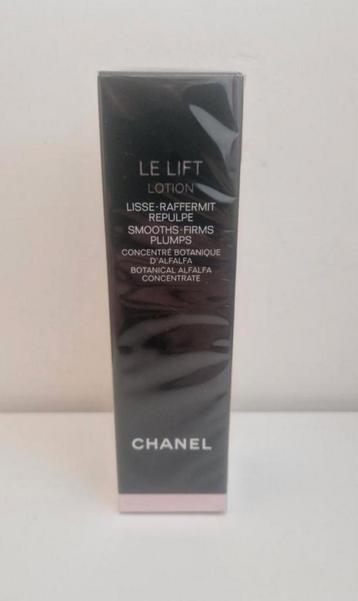 LE LIFT
LOTION
LISSE·RAFFERMIT
REPULPE
SMOOTHS·FIRMS
PLUMPS
CONCENTRÉ BOTANIQUE
D'ALFALFA
BOTANICAL ALFALFA
CONCENTRATE
CHANEL